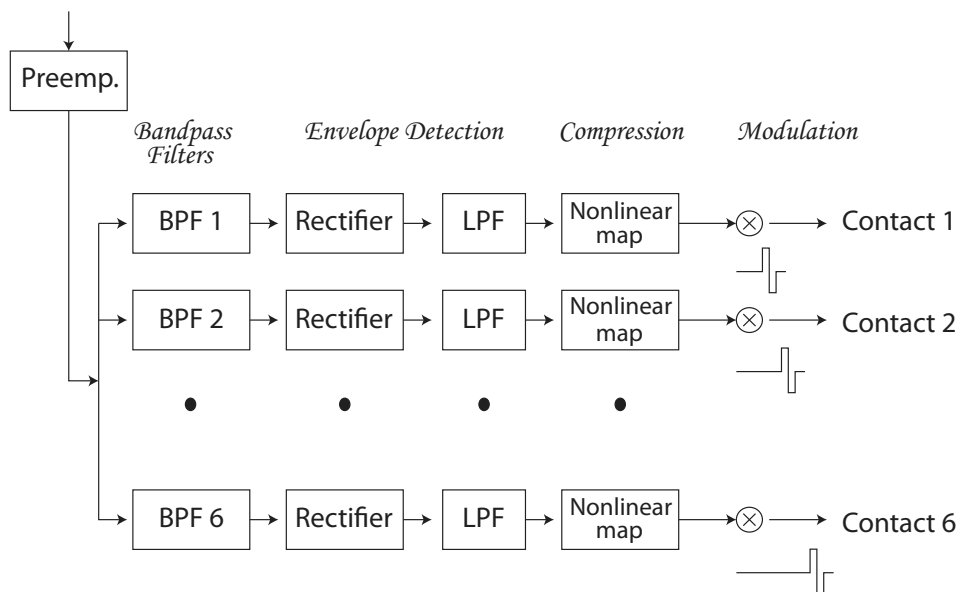 Preemp.
Bandpass
Filters
Envelope Detection
Compression
Modulation
BPF 1
Rectifier
LPF
Nonlinear
map
Contact 1
BPF 2
Rectifier
LPF
Nonlinear
map
Contact 2
BPF 6
Rectifier
LPF
Nonlinear
map
Contact 6